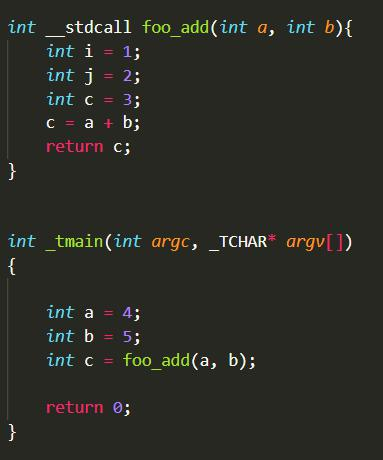 int __stdcall foo_add(int a, int b){
    int i = 1;
    int j = 2;
    int c = 3;
    c = a + b;
    return c;
}
int _tmain(int argc, _TCHAR* argv[])
{
    int a = 4;
    int b = 5;
    int c = foo_add(a, b);
    return 0;
}